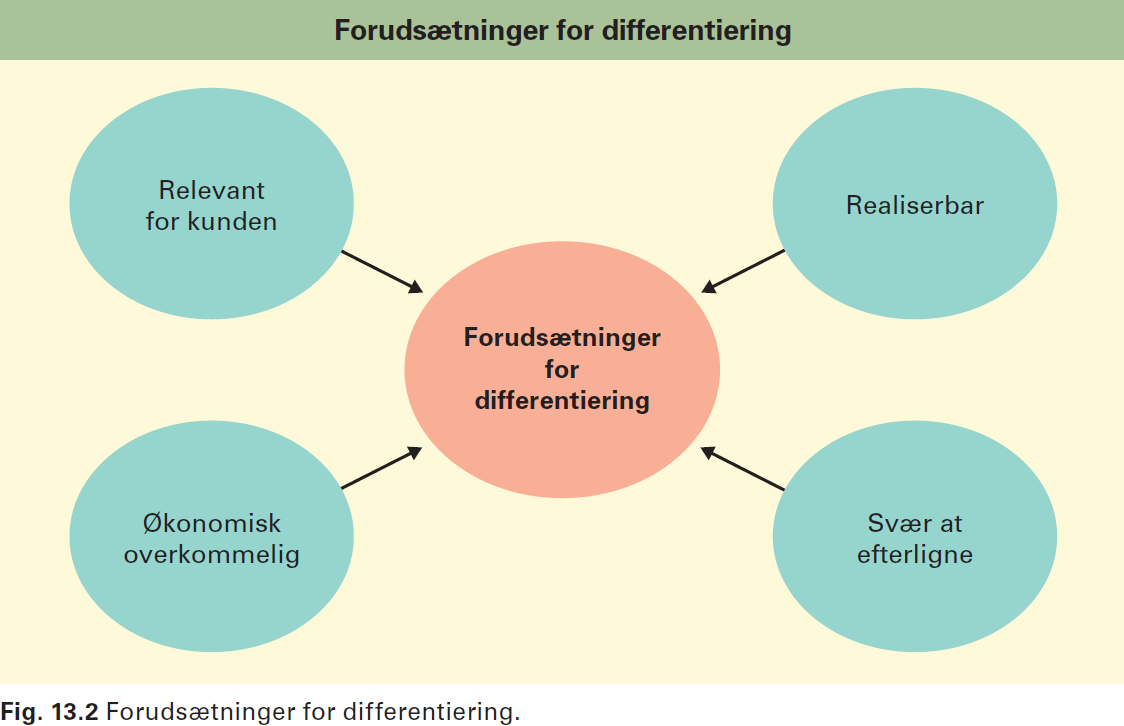 Forudsætninger for differentiering
Relevant
for kunden
Realiserbar
Forudsætninger
for
differentiering
Økonomisk
overkommelig
Svær at
efterligne
Fig. 13.2 Forudsætninger for differentiering.